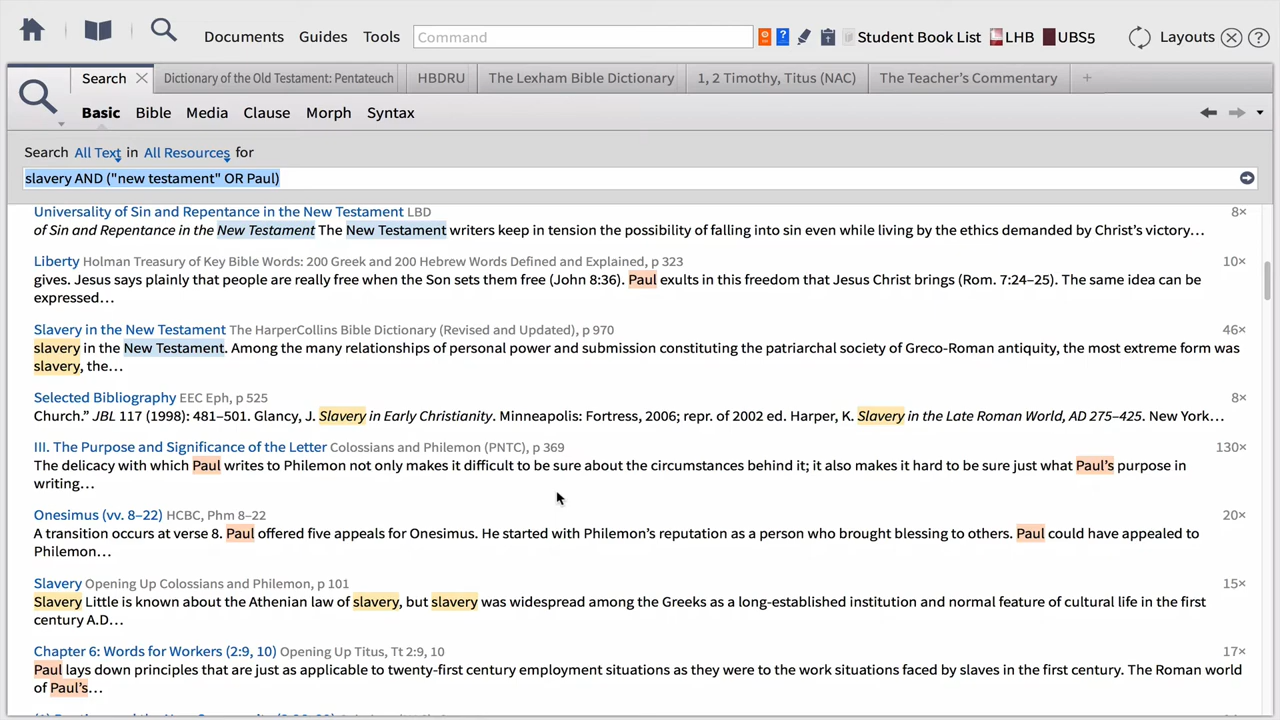 Documents Guides Tools Command Student Book List LHB UBS5 Layouts
Search Dictionary of the Old Testament: Pentateuch HBDRU The Lexham Bible Dictionary 1, 2 Timothy, Titus (NAC) The Teacher's Commentary +
Basic Bible Media Clause Morph Syntax
Search All Text in All Resources for
slavery AND ("new testament" OR Paul)
Universality of Sin and Repentance in the New Testament LBD 8×
of Sin and Repentance in the New Testament The New Testament writers keep in tension the possibility of falling into sin even while living by the ethics demanded by Christ's victory…
Liberty Holman Treasury of Key Bible Words: 200 Greek and 200 Hebrew Words Defined and Explained, p 323 10×
gives. Jesus says plainly that people are really free when the Son sets them free (John 8:36). Paul exults in this freedom that Jesus Christ brings (Rom. 7:24–25). The same idea can be
expressed…
Slavery in the New Testament The HarperCollins Bible Dictionary (Revised and Updated), p 970 46×
slavery in the New Testament. Among the many relationships of personal power and submission constituting the patriarchal society of Greco-Roman antiquity, the most extreme form was
slavery, the…
Selected Bibliography EEC Eph, p 525 8×
Church.” JBL 117 (1998): 481–501. Glancy, J. Slavery in Early Christianity. Minneapolis: Fortress, 2006; repr. of 2002 ed. Harper, K. Slavery in the Late Roman World, AD 275–425. New York…
III. The Purpose and Significance of the Letter Colossians and Philemon (PNTC), p 369 130×
The delicacy with which Paul writes to Philemon not only makes it difficult to be sure about the circumstances behind it; it also makes it hard to be sure just what Paul's purpose in
writing…
Onesimus (vv. 8–22) HCBC, Phm 8–22 20×
A transition occurs at verse 8. Paul offered five appeals for Onesimus. He started with Philemon's reputation as a person who brought blessing to others. Paul could have appealed to
Philemon…
Slavery Opening Up Colossians and Philemon, p 101 15×
Slavery Little is known about the Athenian law of slavery, but slavery was widespread among the Greeks as a long-established institution and normal feature of cultural life in the first
century A.D…
Chapter 6: Words for Workers (2:9, 10) Opening Up Titus, Tt 2:9, 10 17×
Paul lays down principles that are just as applicable to twenty-first century employment situations as they were to the work situations faced by slaves in the first century. The Roman world
of Paul's…